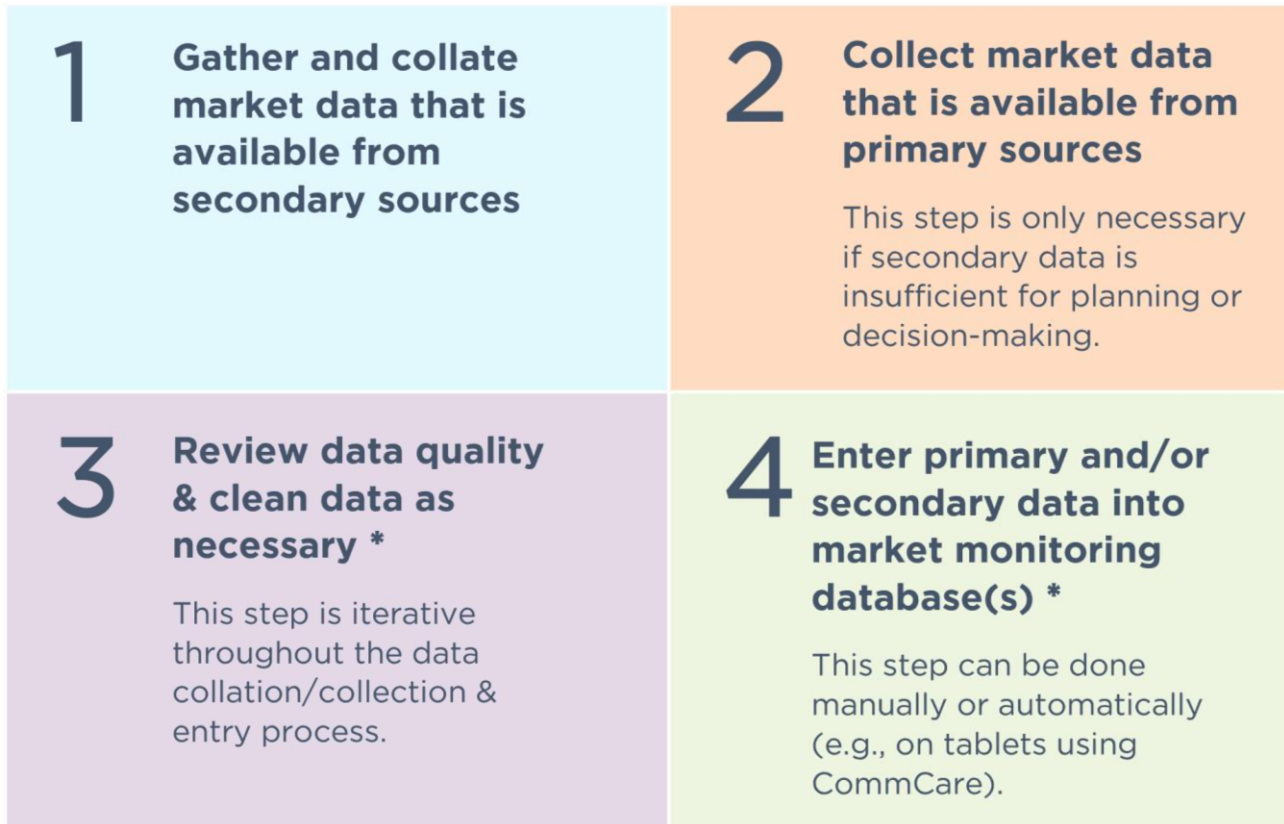 1
Gather and collate
market data that is
available from
secondary sources
2
Collect market data
that is available from
primary sources
This step is only necessary
if secondary data is
insufficient for planning or
decision-making.
3
Review data quality
& clean data as
necessary *
This step is iterative
throughout the data
collation/collection &
entry process.
4
Enter primary and/or
secondary data into
market monitoring
database(s) *
This step can be done
manually or automatically
(e.g., on tablets using
CommCare).